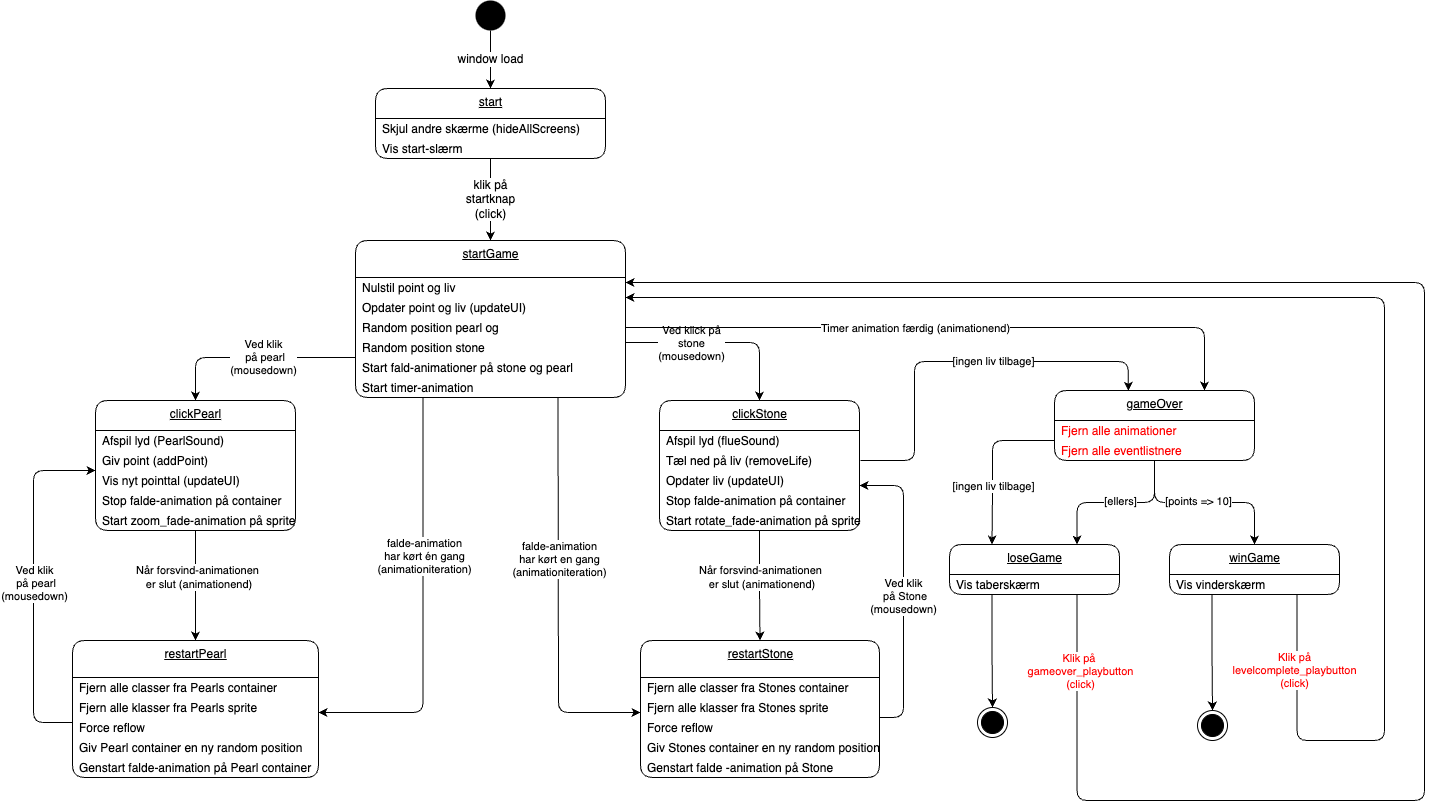 window load
start
Skjul andre skærme (hideAllScreens)
Vis start-slærm
klik på
startknap
(click)
startGame
Nulstil point og liv
Opdater point og liv (updateUI)
Random position pearl og
Random position stone
Start fald-animationer på stone og pearl
Start timer-animation
Ved klik
på pearl
(mousedown)
Ved klick på
stone
(mousedown)
Timer animation færdig (animationend)
[ingen liv tilbage]
clickPearl
Afspil lyd (PearlSound)
Giv point (addPoint)
Vis nyt pointtal (updateUI)
Stop falde-animation på container
Start zoom_fade-animation på sprite
clickStone
Afspil lyd (flueSound)
Tæl ned på liv (removeLife)
Opdater liv (updateUI)
Stop falde-animation på container
Start rotate_fade-animation på sprite
gameOver
Fjern alle animationer
Fjern alle eventlistnere
[ingen liv tilbage]
[ellers]
[points => 10]
falde-animation
har kørt én gang
(animationiteration)
falde-animation
har kørt en gang
(animationiteration)
Ved klik
på pearl
(mousedown)
Når forsvind-animationen
er slut (animationend)
Når forsvind-animationen
er slut (animationend)
Ved klik
på Stone
(mousedown)
loseGame
Vis taberskærm
winGame
Vis vinderskærm
restartPearl
Fjern alle classer fra Pearls container
Fjern alle klasser fra Pearls sprite
Force reflow
Giv Pearl container en ny random position
Genstart falde-animation på Pearl container
restartStone
Fjern alle classer fra Stones container
Fjern alle klasser fra Stones sprite
Force reflow
Giv Stones container en ny random position
Genstart falde -animation på Stone
Klik på
gameover_playbutton
(click)
Klik på
levelcomplete_playbutton
(click)